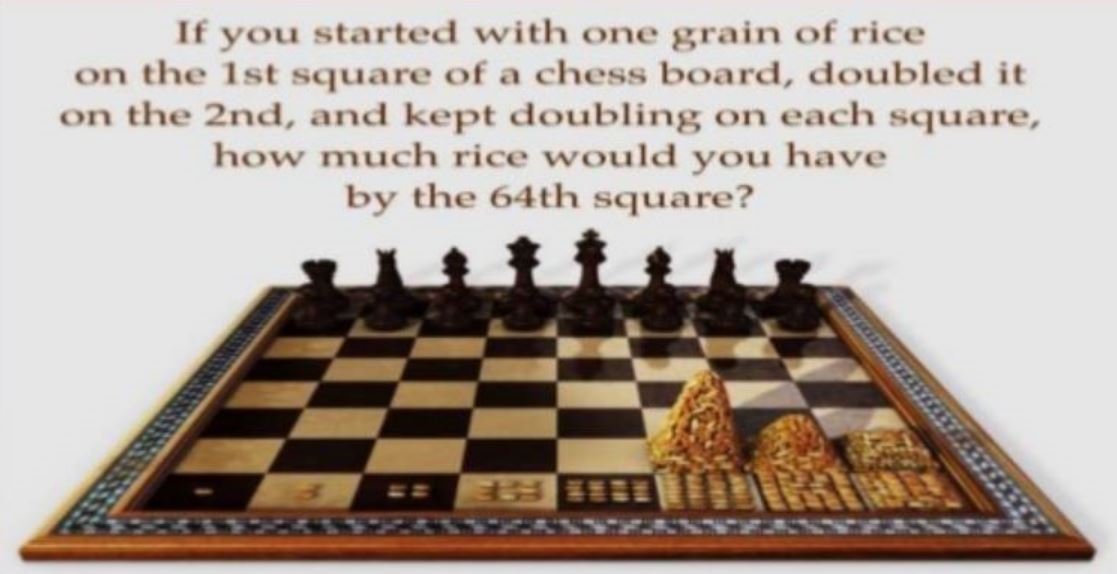 If you started with one grain of rice
on the 1st square of a chess board, doubled it
on the 2nd, and kept doubling on each square,
how much rice would you have
by the 64th square?